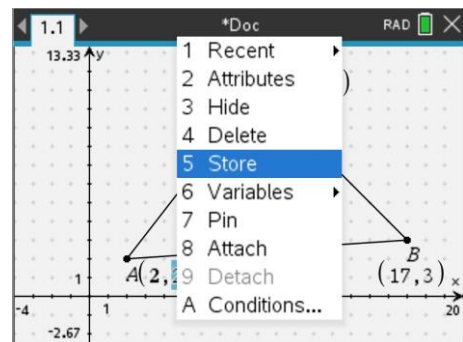 1.1 *Doc RAD
13.33 y
1 Recent
2 Attributes
3 Hide
4 Delete
5 Store
6 Variables
7 Pin
8 Attach
9 Detach
A Conditions...
)
A(2,
B
(17,3)
1
x
-4
1
20
-2.67